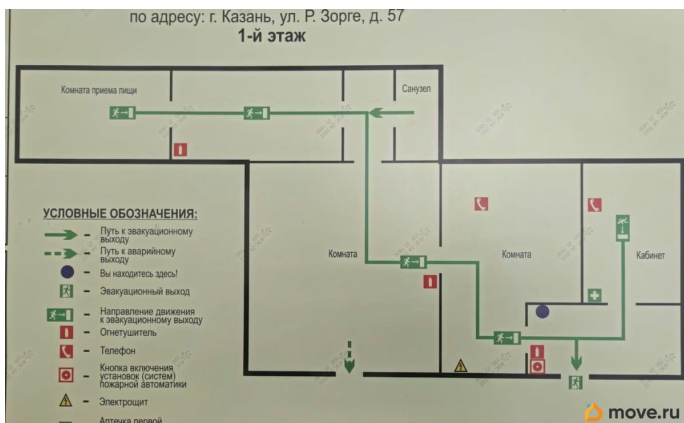 по адресу: г. Казань, ул. Р. Зорге, д. 57
1-й этаж
Комната приема пищи
Санузел
Комната
Комната
Кабинет
УСЛОВНЫЕ ОБОЗНАЧЕНИЯ:
– Путь к эвакуационному
выходу
– Путь к аварийному
выходу
– Вы находитесь здесь!
– Эвакуационный выход
– Направление движения
к эвакуационному выходу
– Огнетушитель
– Телефон
– Кнопка включения
установок (систем)
пожарной автоматики
– Электрощит
Аптечка первой
move.ru